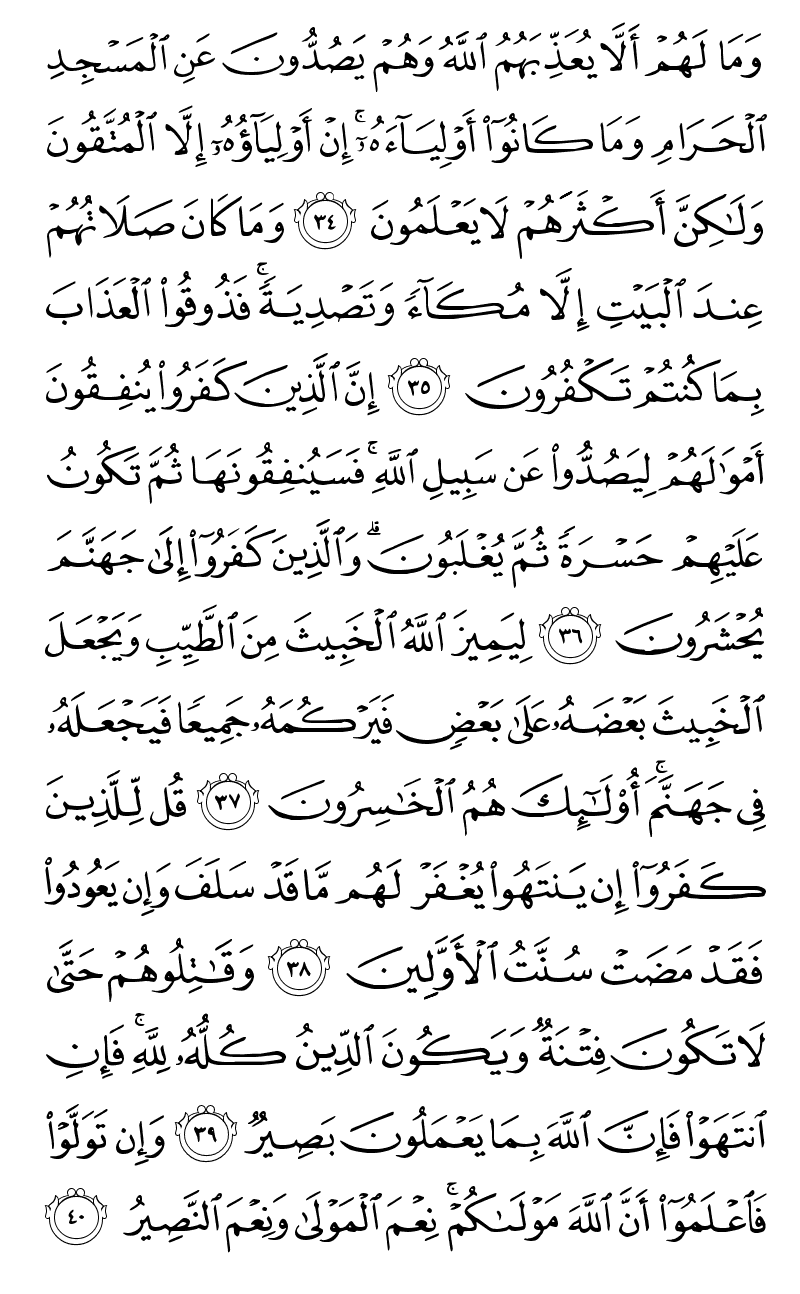 وَمَا لَهُمۡ أَلَّا يُعَذِّبَهُمُ ٱللَّهُ وَهُمۡ يَصُدُّونَ عَنِ ٱلۡمَسۡجِدِ
ٱلۡحَرَامِ وَمَا كَانُوٓاْ أَوۡلِيَآءَهُۥٓۚ إِنۡ أَوۡلِيَآؤُهُۥٓ إِلَّا ٱلۡمُتَّقُونَ
وَلَٰكِنَّ أَكۡثَرَهُمۡ لَا يَعۡلَمُونَ ٣٤ وَمَا كَانَ صَلَاتُهُمۡ
عِندَ ٱلۡبَيۡتِ إِلَّا مُكَآءٗ وَتَصۡدِيَةٗۚ فَذُوقُواْ ٱلۡعَذَابَ
بِمَا كُنتُمۡ تَكۡفُرُونَ ٣٥ إِنَّ ٱلَّذِينَ كَفَرُواْ يُنفِقُونَ
أَمۡوَٰلَهُمۡ لِيَصُدُّواْ عَن سَبِيلِ ٱللَّهِۚ فَسَيُنفِقُونَهَا ثُمَّ تَكُونُ
عَلَيۡهِمۡ حَسۡرَةٗ ثُمَّ يُغۡلَبُونَۗ وَٱلَّذِينَ كَفَرُوٓاْ إِلَىٰ جَهَنَّمَ
يُحۡشَرُونَ ٣٦ لِيَمِيزَ ٱللَّهُ ٱلۡخَبِيثَ مِنَ ٱلطَّيِّبِ وَيَجۡعَلَ
ٱلۡخَبِيثَ بَعۡضَهُۥ عَلَىٰ بَعۡضٖ فَيَرۡكُمَهُۥ جَمِيعٗا فَيَجۡعَلَهُۥ
فِي جَهَنَّمَۚ أُوْلَٰٓئِكَ هُمُ ٱلۡخَٰسِرُونَ ٣٧ قُل لِّلَّذِينَ
كَفَرُوٓاْ إِن يَنتَهُواْ يُغۡفَرۡ لَهُم مَّا قَدۡ سَلَفَ وَإِن يَعُودُواْ
فَقَدۡ مَضَتۡ سُنَّتُ ٱلۡأَوَّلِينَ ٣٨ وَقَٰتِلُوهُمۡ حَتَّىٰ
لَا تَكُونَ فِتۡنَةٞ وَيَكُونَ ٱلدِّينُ كُلُّهُۥ لِلَّهِۚ فَإِنِ
ٱنتَهَوۡاْ فَإِنَّ ٱللَّهَ بِمَا يَعۡمَلُونَ بَصِيرٞ ٣٩ وَإِن تَوَلَّوۡاْ
فَٱعۡلَمُوٓاْ أَنَّ ٱللَّهَ مَوۡلَىٰكُمۡۚ نِعۡمَ ٱلۡمَوۡلَىٰ وَنِعۡمَ ٱلنَّصِيرُ ٤٠